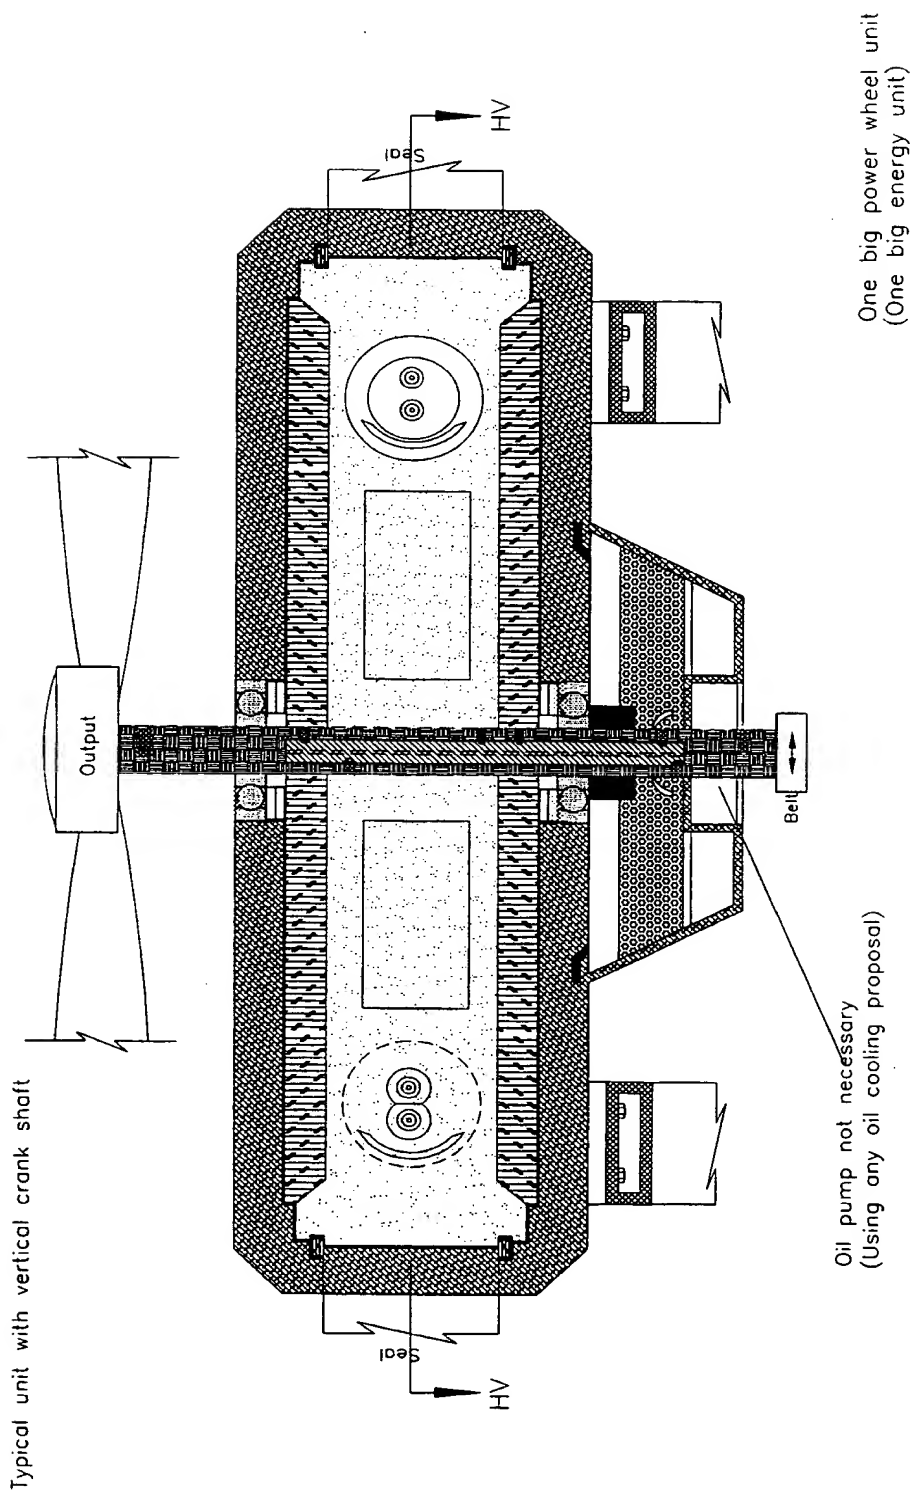 Typical unit with vertical crank shaft
Output
Seal
HV
Seal
HV
Belt
Oil pump not necessary
(Using any oil cooling proposal)
One big power wheel unit
(One big energy unit)